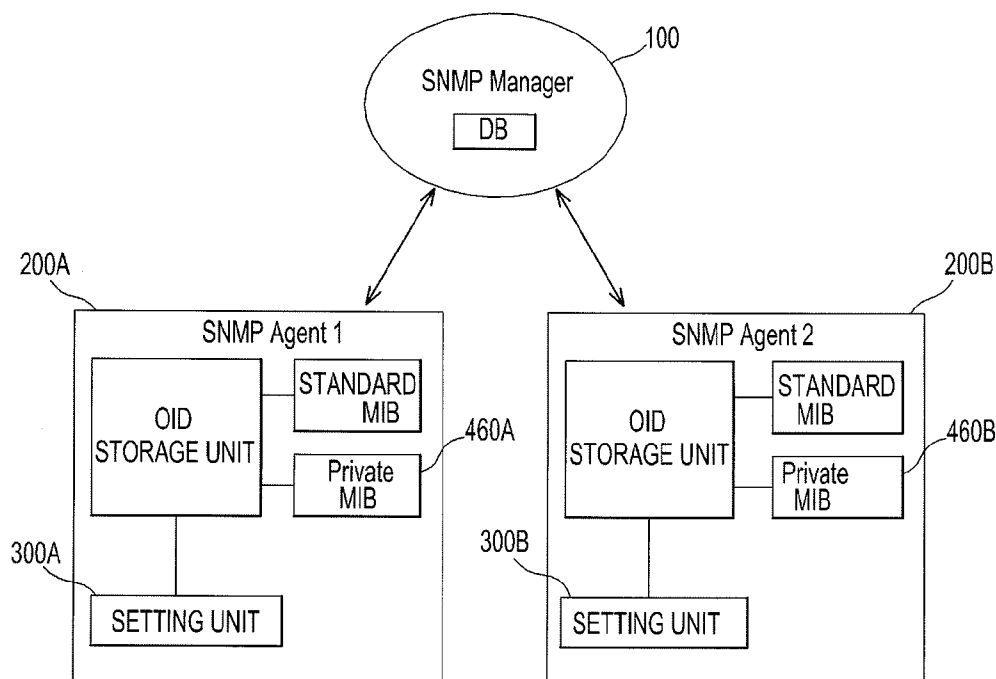 100
SNMP Manager
DB
200A
200B
SNMP Agent 1
OID
STORAGE UNIT
STANDARD
MIB
460A
Private
MIB
300A
SETTING UNIT
SNMP Agent 2
OID
STORAGE UNIT
STANDARD
MIB
460B
Private
MIB
300B
SETTING UNIT